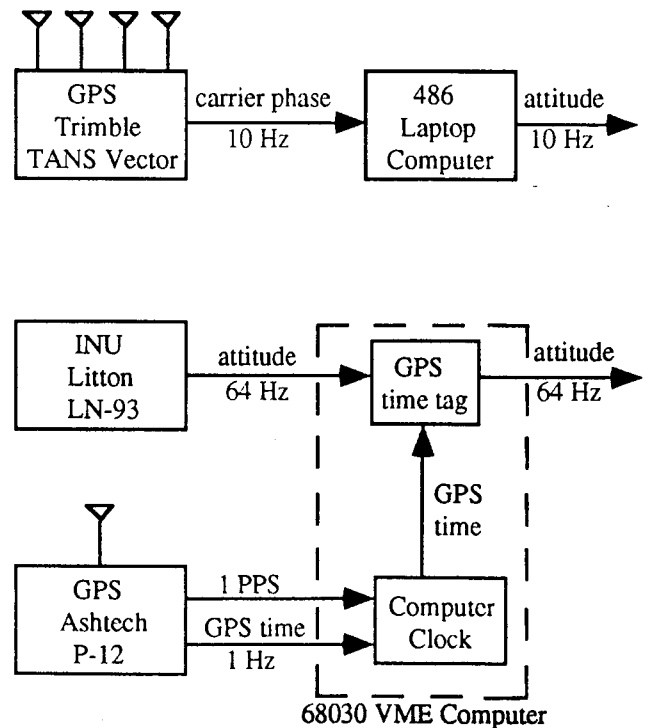 GPS
Trimble
TANS Vector
carrier phase
10 Hz
486
Laptop
Computer
attitude
10 Hz
INU
Litton
LN-93
attitude
64 Hz
GPS
time tag
attitude
64 Hz
GPS
time
GPS
Ashtech
P-12
1 PPS
GPS time
1 Hz
Computer
Clock
68030 VME Computer